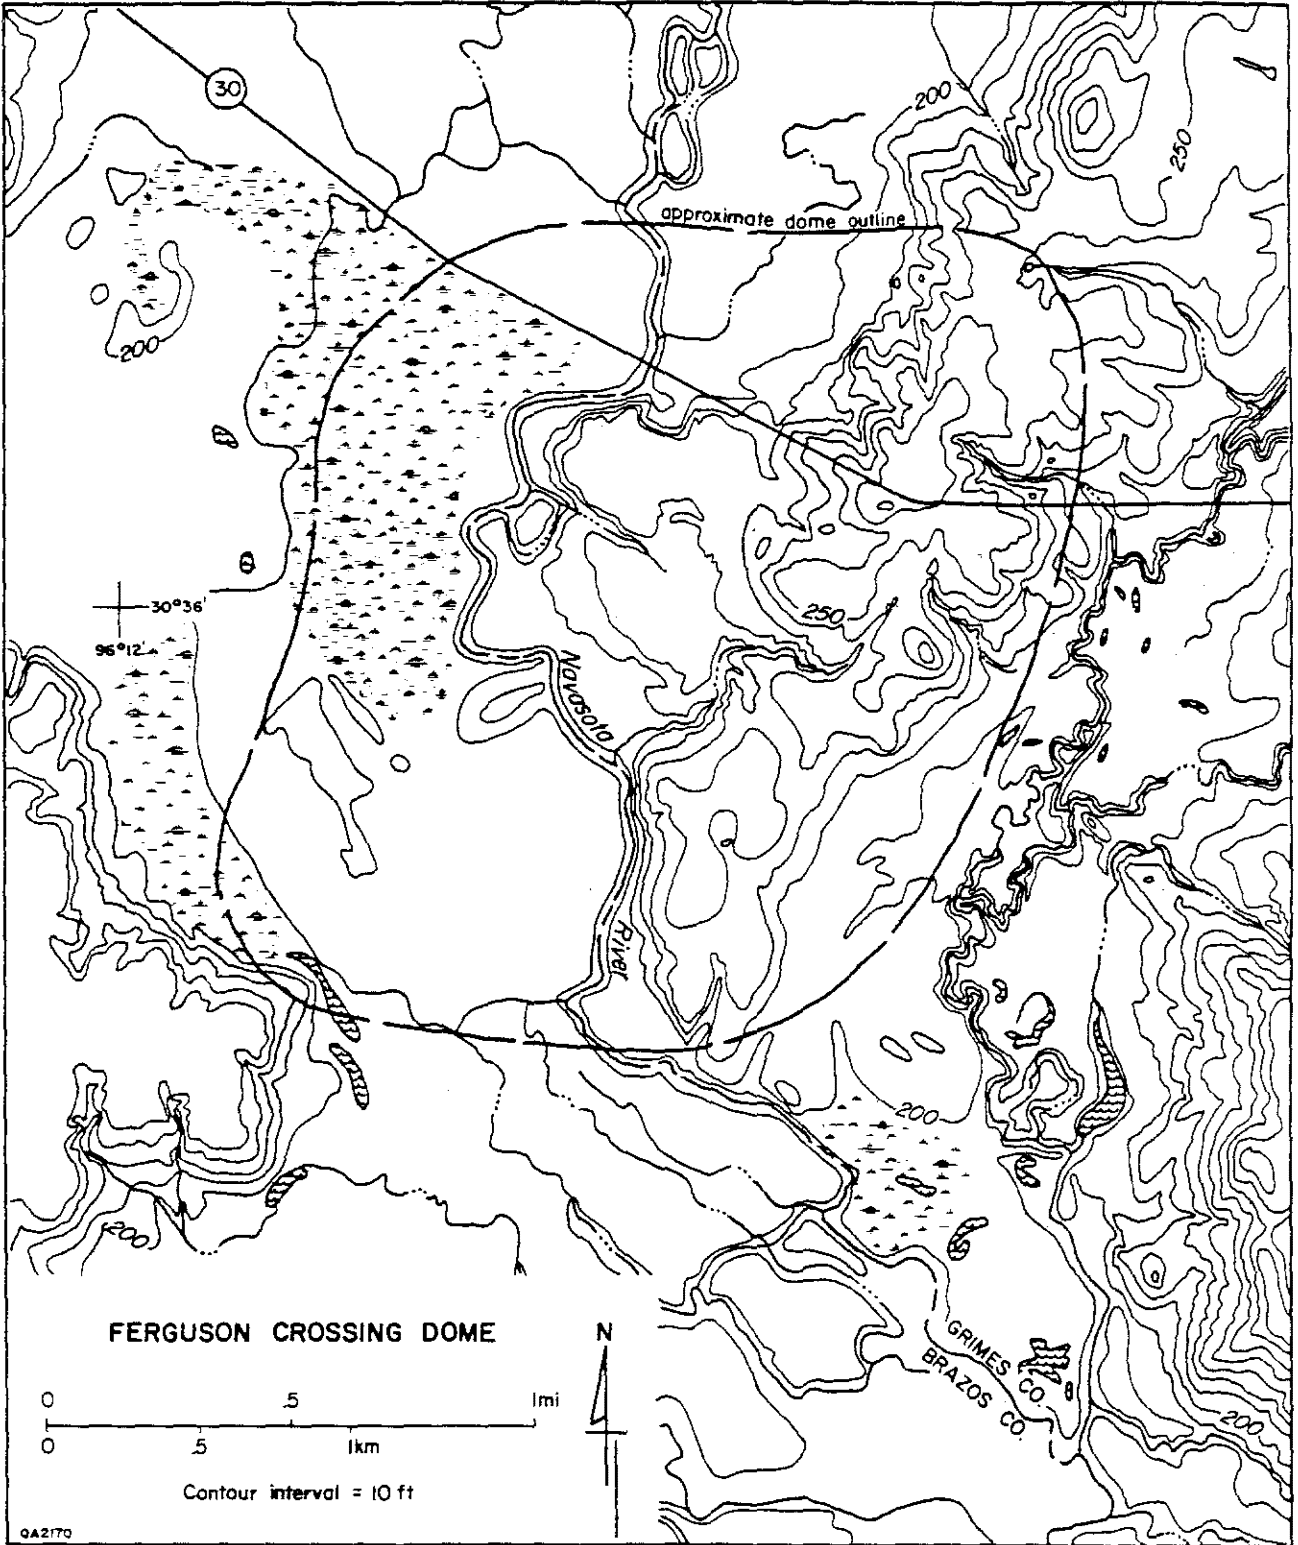 30
200
250
approximate dome outline
200
30°36'
96°12'
250
Navasota
River
200
200
GRIMES CO.
BRAZOS CO.
200
FERGUSON CROSSING DOME
N
0 .5 1mi
0 .5 1km
Contour interval = 10 ft
QA2170